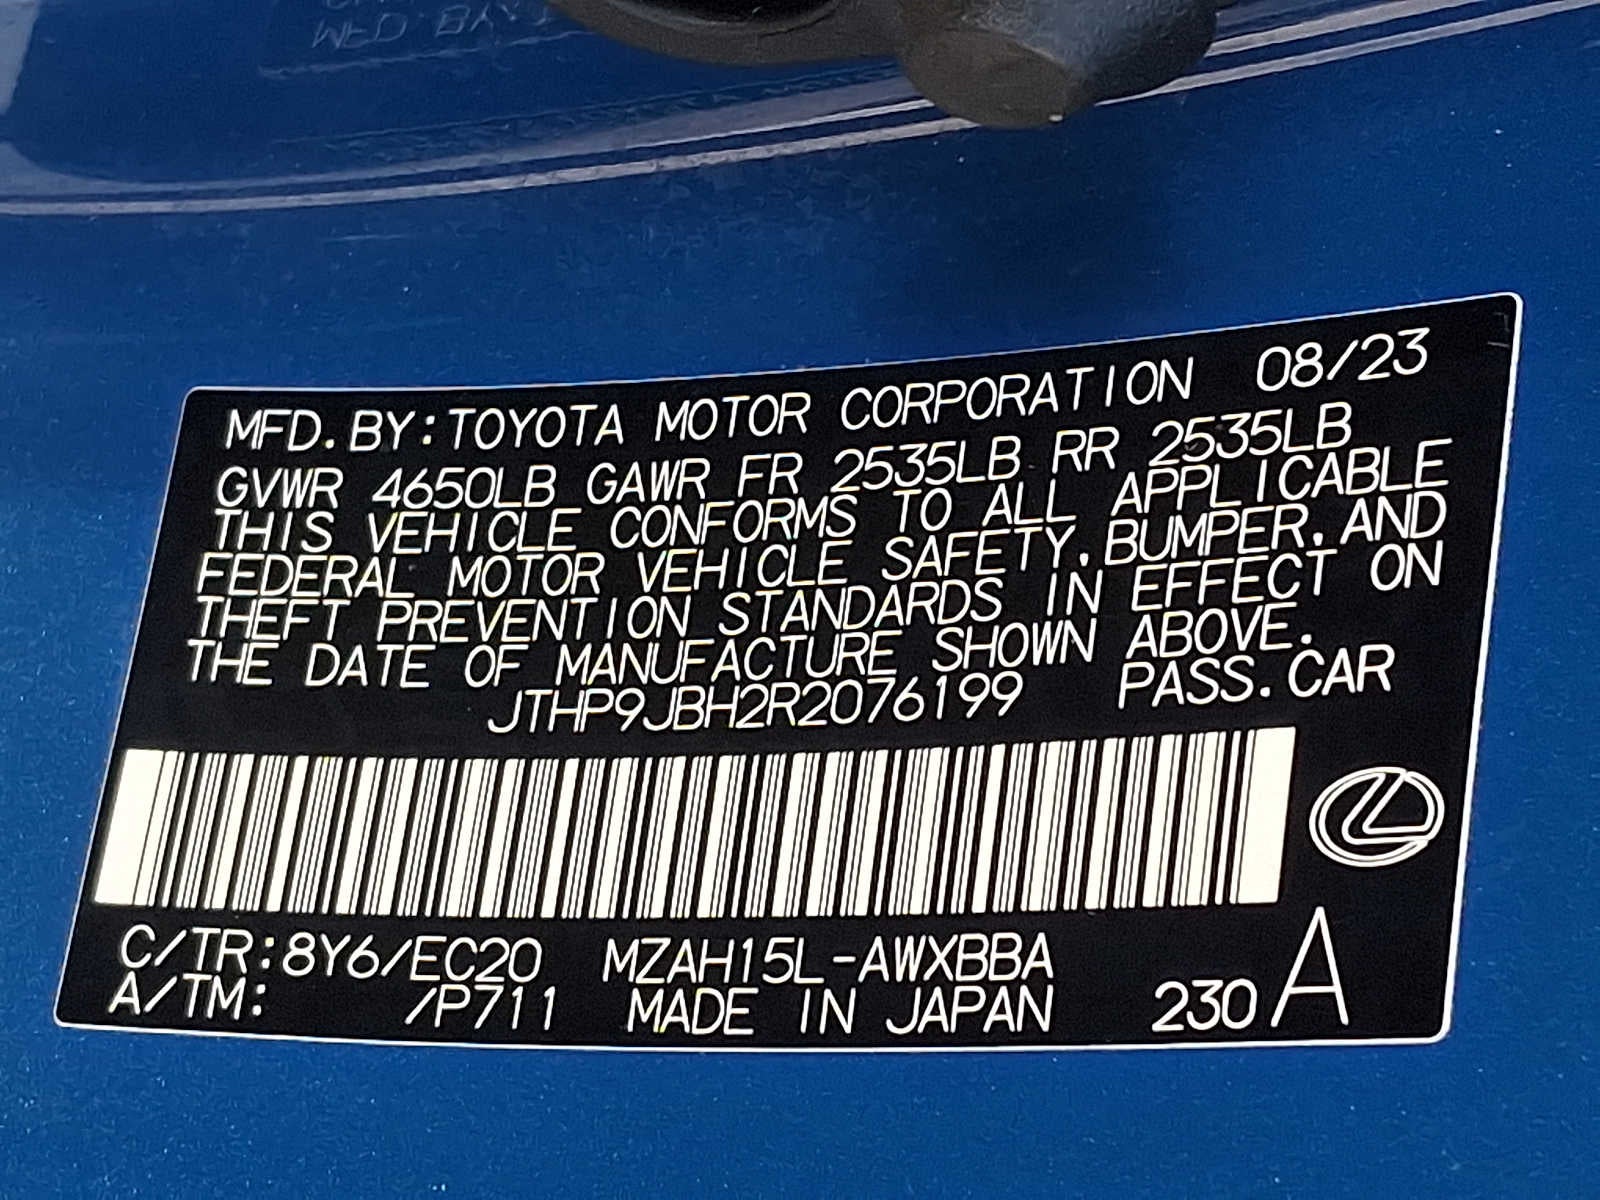 MFD. BY:TOYOTA MOTOR CORPORATION 08/23
GVWR 4650LB GAWR FR 2535LB RR 2535LB
THIS VEHICLE CONFORMS TO ALL APPLICABLE
FEDERAL MOTOR VEHICLE SAFETY,BUMPER,AND
THEFT PREVENTION STANDARDS IN EFFECT ON
THE DATE OF MANUFACTURE SHOWN ABOVE.
JTHP9JBH2R2076199 PASS.CAR
C/TR:8Y6/EC20 MZAH15L-AWXBBA
A/TM: /P711 MADE IN JAPAN 230 A